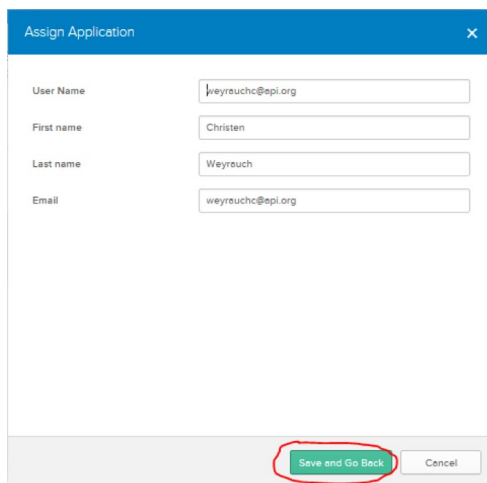 Assign Application
User Name weyrauchc@api.org
First name Christen
Last name Weyrauch
Email weyrauchc@api.org
Save and Go Back Cancel